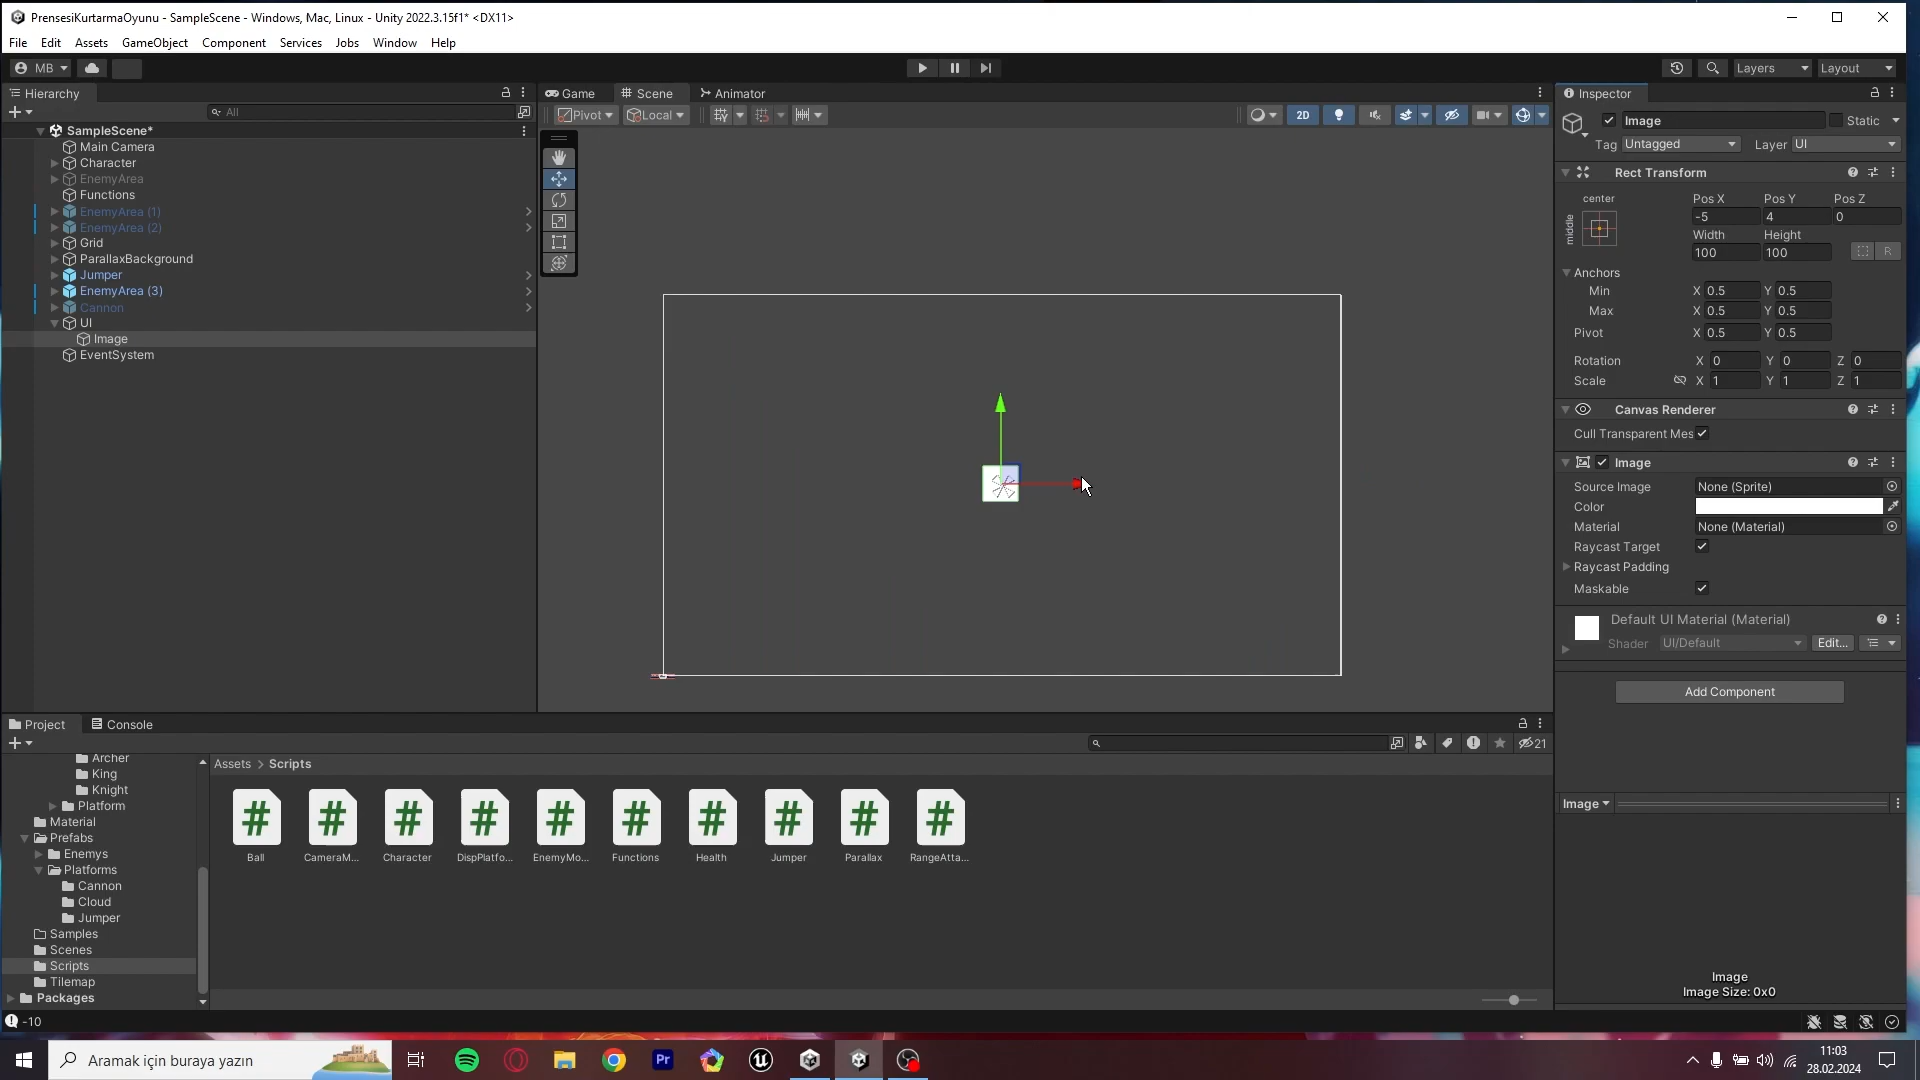 PrensesiKurtarmaOyunu - SampleScene - Windows, Mac, Linux - Unity 2022.3.15f1* <DX11>
File Edit Assets GameObject Component Services Jobs Window Help
MB Layers Layout
Hierarchy
All
SampleScene*
Main Camera
Character
EnemyArea
Functions
EnemyArea (1)
EnemyArea (2)
Grid
ParallaxBackground
Jumper
EnemyArea (3)
Cannon
UI
Image
EventSystem
Game Scene Animator
Pivot Local 2D
Inspector
Image Static
Tag Untagged Layer UI
Rect Transform
center Pos X Pos Y Pos Z
middle
-5 4 0
Width Height
100 100 R
Anchors
Min X 0.5 Y 0.5
Max X 0.5 Y 0.5
Pivot X 0.5 Y 0.5
Rotation X 0 Y 0 Z 0
Scale X 1 Y 1 Z 1
Canvas Renderer
Cull Transparent Mes
Image
Source Image None (Sprite)
Color
Material None (Material)
Raycast Target
Raycast Padding
Maskable
Default UI Material (Material)
Shader UI/Default Edit...
Add Component
Image
Image
Image Size: 0x0
Project Console
21
Archer
King
Knight
Platform
Material
Prefabs
Enemys
Platforms
Cannon
Cloud
Jumper
Samples
Scenes
Scripts
Tilemap
Packages
Assets > Scripts
Ball CameraM... Character DispPlatfo... EnemyMo... Functions Health Jumper Parallax RangeAtta...
-10
Aramak için buraya yazın
Pr
11:03
28.02.2024